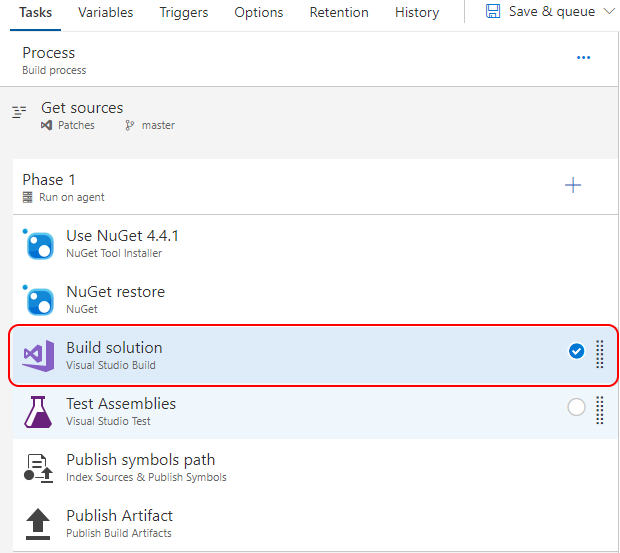 Tasks Variables Triggers Options Retention History Save & queue
Process
Build process
Get sources
Patches master
Phase 1
Run on agent
Use NuGet 4.4.1
NuGet Tool Installer
NuGet restore
NuGet
Build solution
Visual Studio Build
Test Assemblies
Visual Studio Test
Publish symbols path
Index Sources & Publish Symbols
Publish Artifact
Publish Build Artifacts